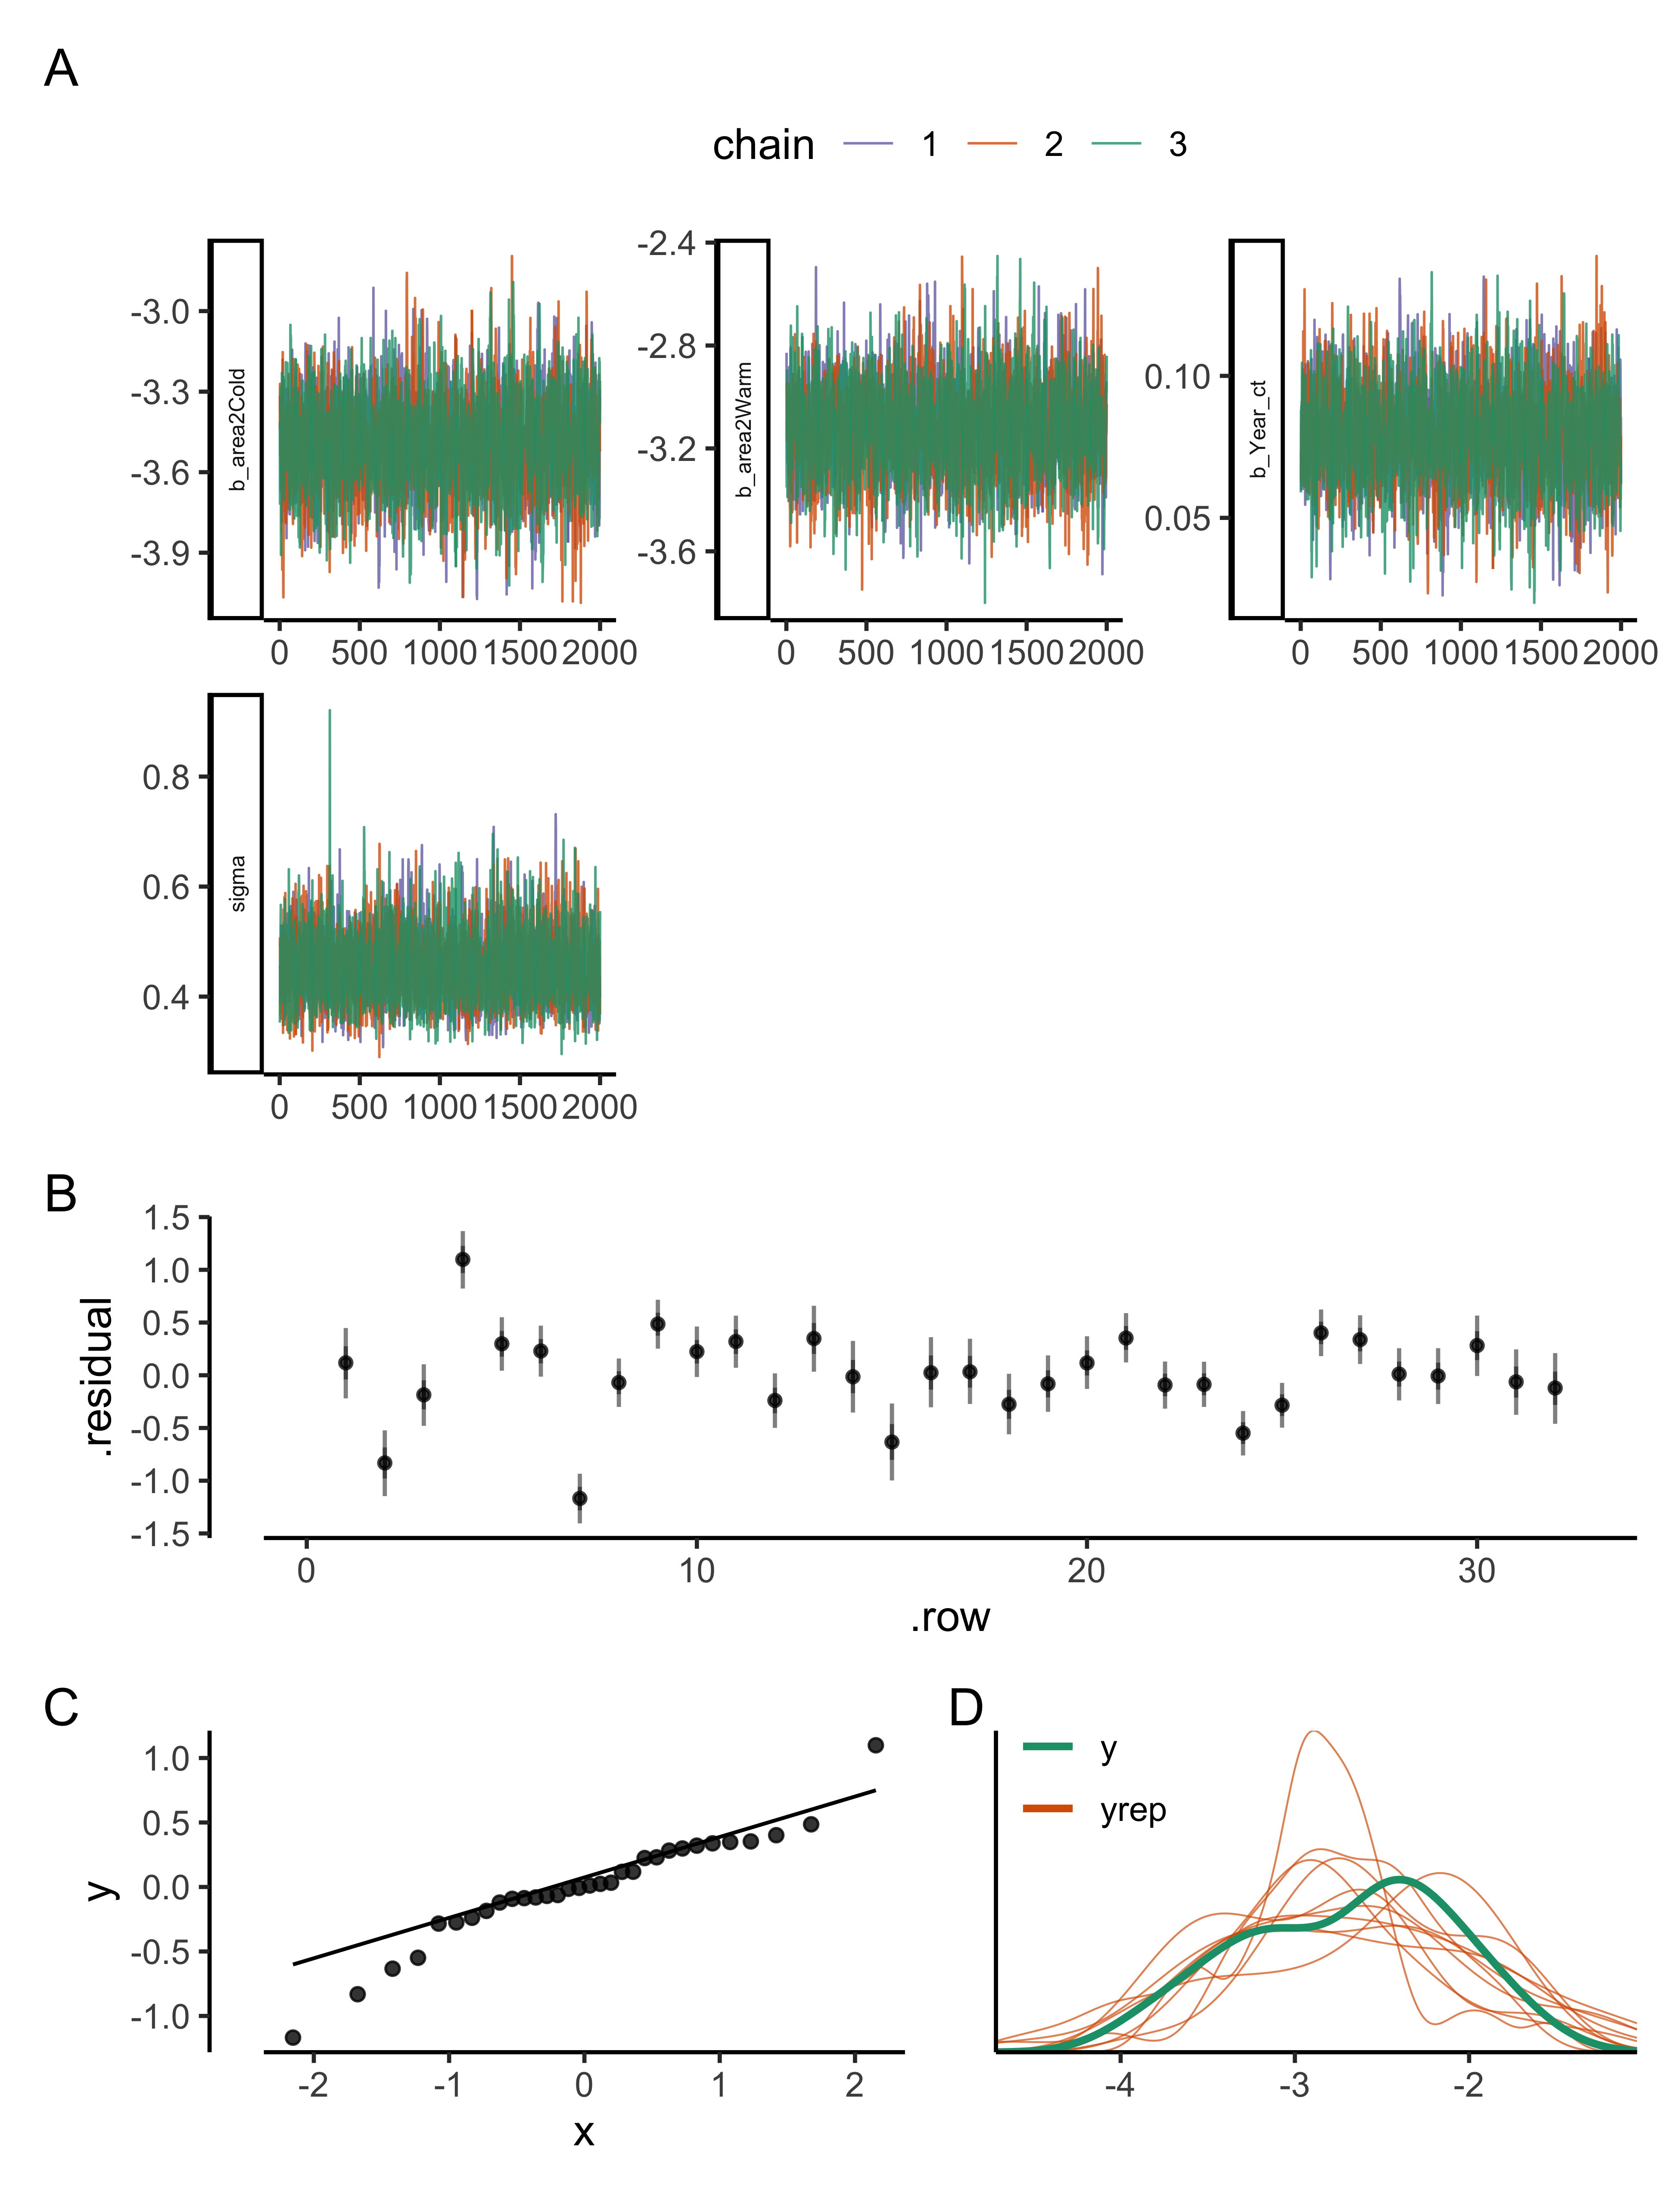 A
chain 1 2 3
b_area2Cold
-3.0
-3.3
-3.6
-3.9
0 500 1000 1500 2000
b_area2Warm
-2.4
-2.8
-3.2
-3.6
0 500 1000 1500 2000
b_Year_ct
0.10
0.05
0 500 1000 1500 2000
sigma
0.8
0.6
0.4
0 500 1000 1500 2000
B
.residual
1.5
1.0
0.5
0.0
-0.5
-1.0
-1.5
0 10 20 30
.row
C
y
1.0
0.5
0.0
-0.5
-1.0
-2 -1 0 1 2
x
D
y
yrep
-4 -3 -2